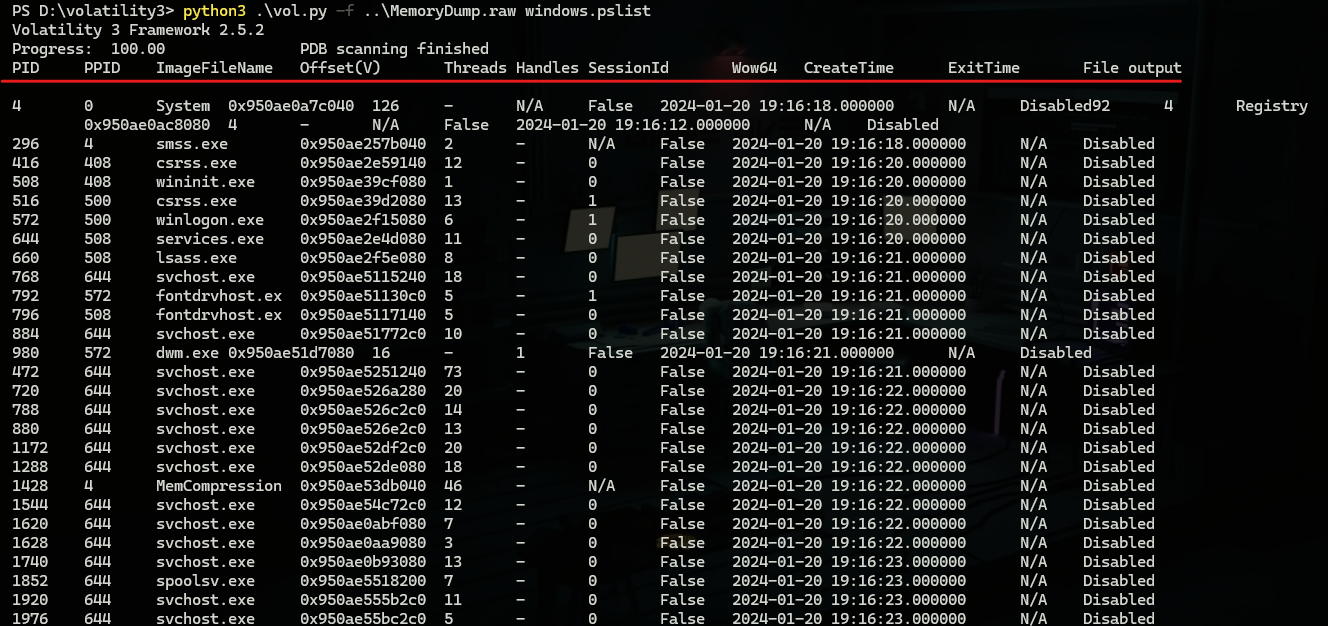 PS D:\volatility3> python3 .\vol.py -f ..\MemoryDump.raw windows.pslist
Volatility 3 Framework 2.5.2
Progress:  100.00               PDB scanning finished
PID     PPID    ImageFileName   Offset(V)       Threads Handles SessionId       Wow64   CreateTime      ExitTime       File output
4       0       System  0x950ae0a7c040  126     -       N/A     False   2024-01-20 19:16:18.000000      N/A     Disabled92      4       Registry
        0x950ae0ac8080  4       -       N/A     False   2024-01-20 19:16:12.000000      N/A    Disabled
296     4       smss.exe        0x950ae257b040  2       -       N/A     False   2024-01-20 19:16:18.000000      N/A    Disabled
416     408     csrss.exe       0x950ae2e59140  12      -       0       False   2024-01-20 19:16:20.000000      N/A    Disabled
508     408     wininit.exe     0x950ae39cf080  1       -       0       False   2024-01-20 19:16:20.000000      N/A    Disabled
516     500     csrss.exe       0x950ae39d2080  13      -       1       False   2024-01-20 19:16:20.000000      N/A    Disabled
572     500     winlogon.exe    0x950ae2f15080  6       -       1       False   2024-01-20 19:16:20.000000      N/A    Disabled
644     508     services.exe    0x950ae2e4d080  11      -       0       False   2024-01-20 19:16:20.000000      N/A    Disabled
660     508     lsass.exe       0x950ae2f5e080  8       -       0       False   2024-01-20 19:16:21.000000      N/A    Disabled
768     644     svchost.exe     0x950ae5115240  18      -       0       False   2024-01-20 19:16:21.000000      N/A    Disabled
792     572     fontdrvhost.ex  0x950ae51130c0  5       -       1       False   2024-01-20 19:16:21.000000      N/A    Disabled
796     508     fontdrvhost.ex  0x950ae5117140  5       -       0       False   2024-01-20 19:16:21.000000      N/A    Disabled
884     644     svchost.exe     0x950ae51772c0  10      -       0       False   2024-01-20 19:16:21.000000      N/A    Disabled
980     572     dwm.exe 0x950ae51d7080  16      -       1       False   2024-01-20 19:16:21.000000      N/A     Disabled
472     644     svchost.exe     0x950ae5251240  73      -       0       False   2024-01-20 19:16:21.000000      N/A    Disabled
720     644     svchost.exe     0x950ae526a280  20      -       0       False   2024-01-20 19:16:22.000000      N/A    Disabled
788     644     svchost.exe     0x950ae526c2c0  14      -       0       False   2024-01-20 19:16:22.000000      N/A    Disabled
880     644     svchost.exe     0x950ae526e2c0  13      -       0       False   2024-01-20 19:16:22.000000      N/A    Disabled
1172    644     svchost.exe     0x950ae52df2c0  20      -       0       False   2024-01-20 19:16:22.000000      N/A    Disabled
1288    644     svchost.exe     0x950ae52de080  18      -       0       False   2024-01-20 19:16:22.000000      N/A    Disabled
1428    4       MemCompression  0x950ae53db040  46      -       N/A     False   2024-01-20 19:16:22.000000      N/A    Disabled
1544    644     svchost.exe     0x950ae54c72c0  12      -       0       False   2024-01-20 19:16:22.000000      N/A    Disabled
1620    644     svchost.exe     0x950ae0abf080  7       -       0       False   2024-01-20 19:16:22.000000      N/A    Disabled
1628    644     svchost.exe     0x950ae0aa9080  3       -       0       False   2024-01-20 19:16:22.000000      N/A    Disabled
1740    644     svchost.exe     0x950ae0b93080  13      -       0       False   2024-01-20 19:16:23.000000      N/A    Disabled
1852    644     spoolsv.exe     0x950ae5518200  7       -       0       False   2024-01-20 19:16:23.000000      N/A    Disabled
1920    644     svchost.exe     0x950ae555b2c0  11      -       0       False   2024-01-20 19:16:23.000000      N/A    Disabled
1976    644     svchost.exe     0x950ae55bc2c0  5       -       0       False   2024-01-20 19:16:23.000000      N/A    Disabled